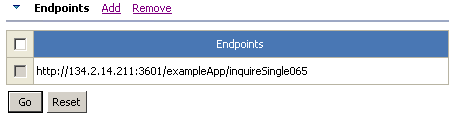 Endpoints Add Remove
Endpoints
http://134.2.14.211:3601/exampleApp/inquireSingle065
Go Reset